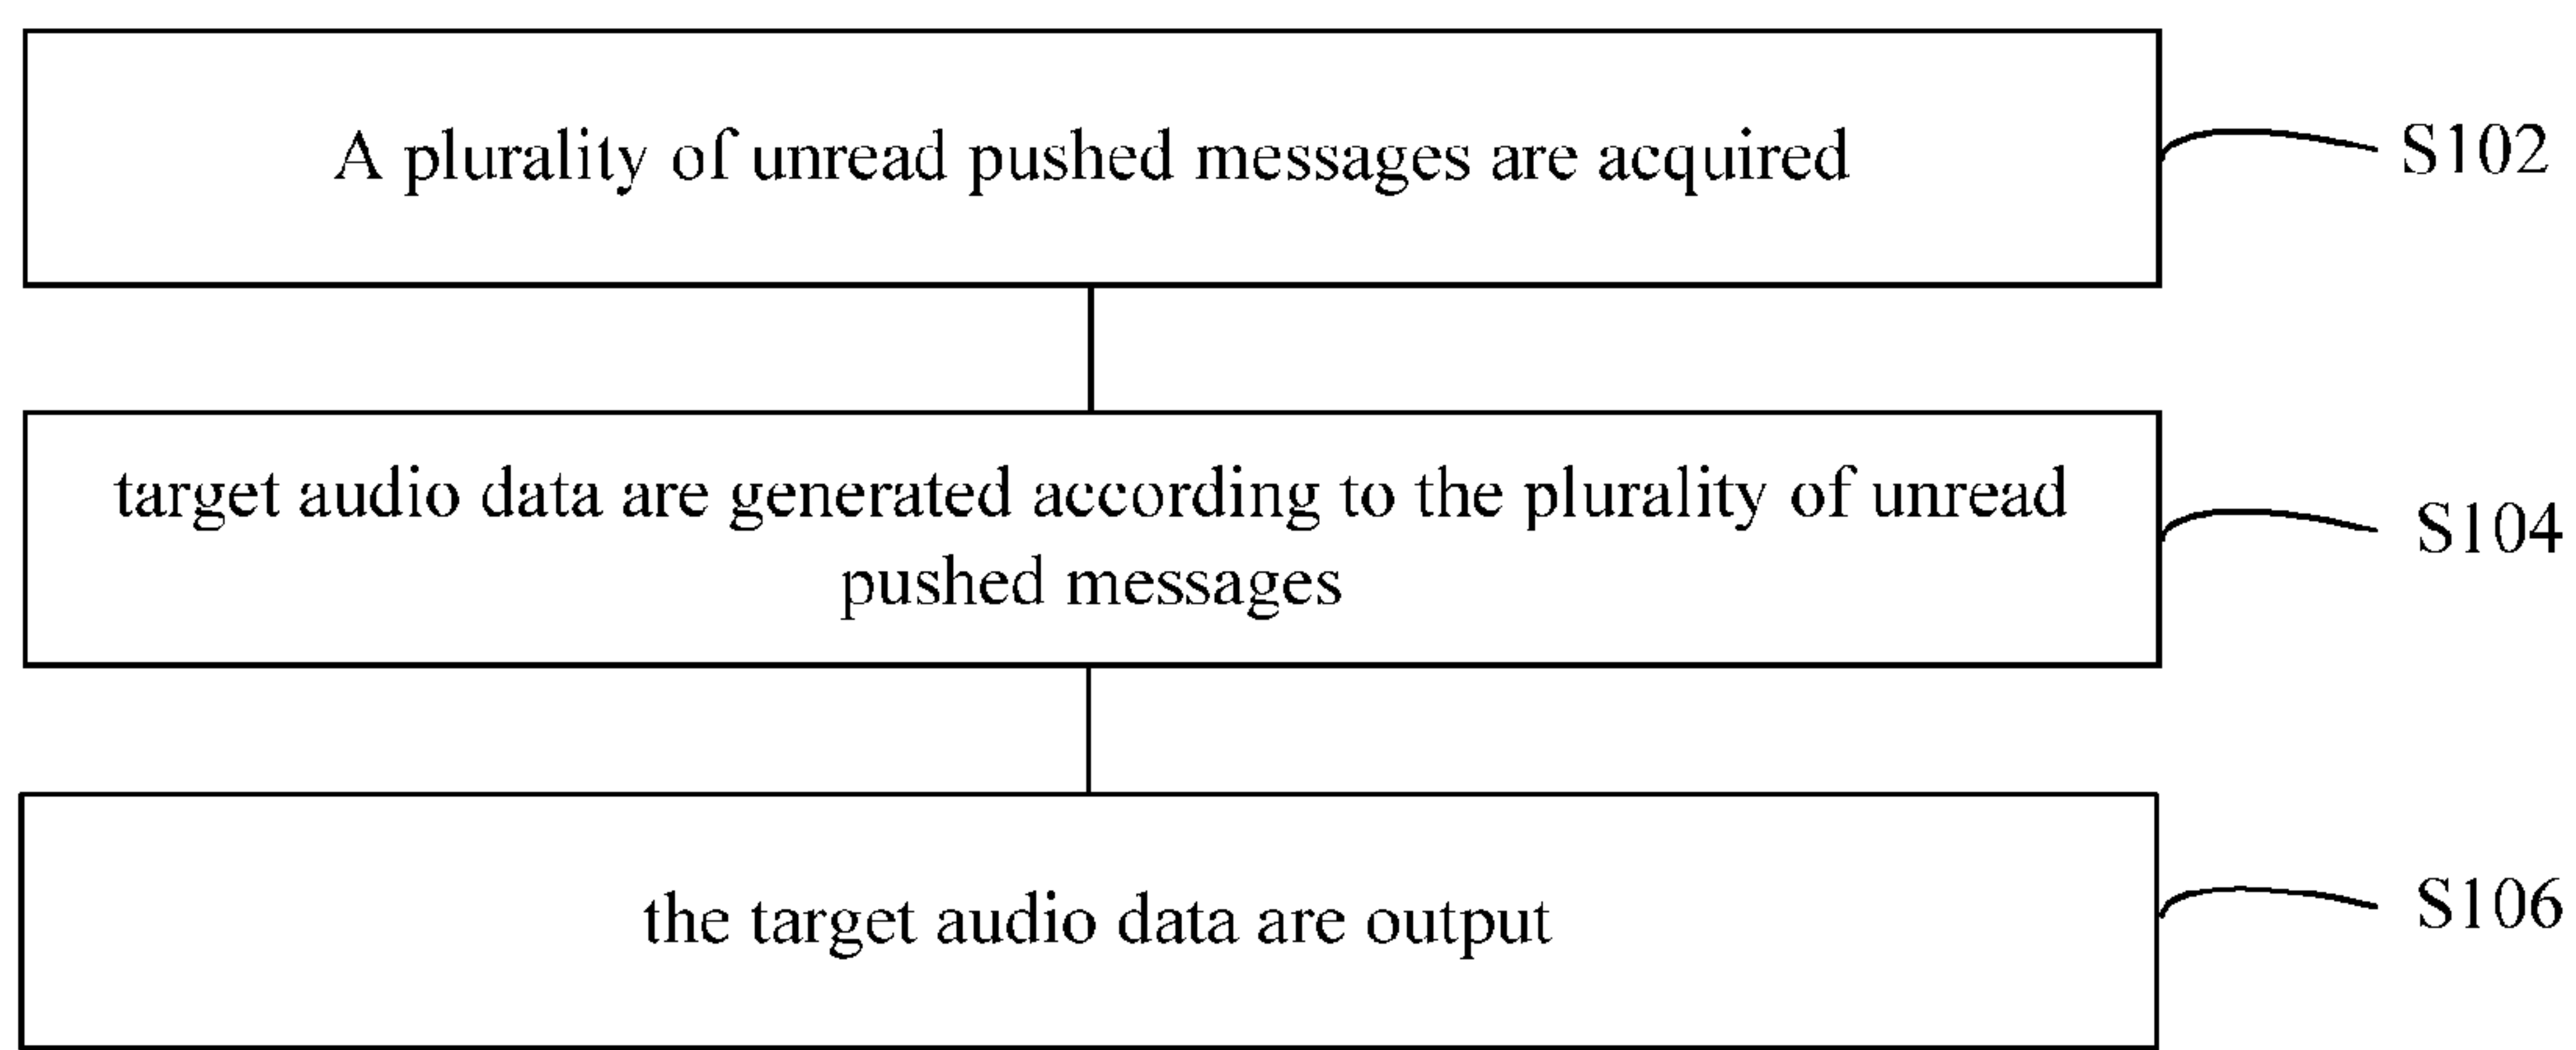 A plurality of unread pushed messages are acquired
S102
target audio data are generated according to the plurality of unread
pushed messages
S104
the target audio data are output
S106